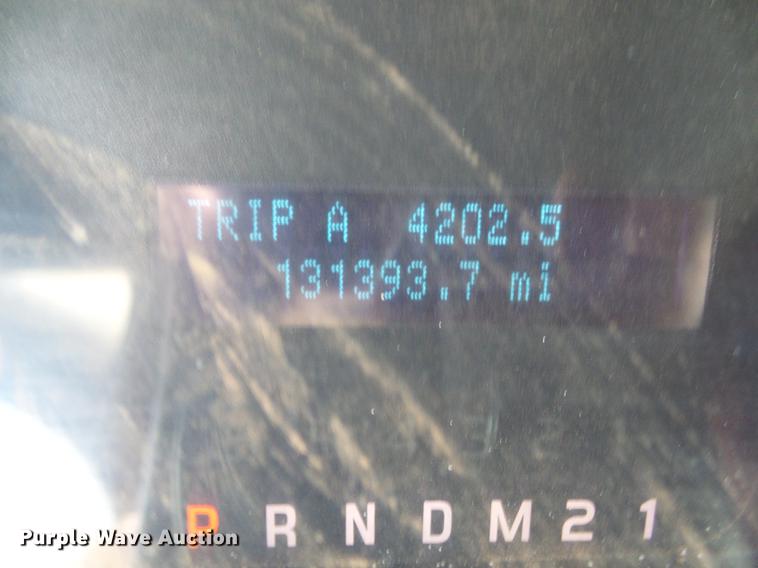 TRIP A 4202.5
131393.7 mi
P R N D M 2 1
Purple Wave Auction